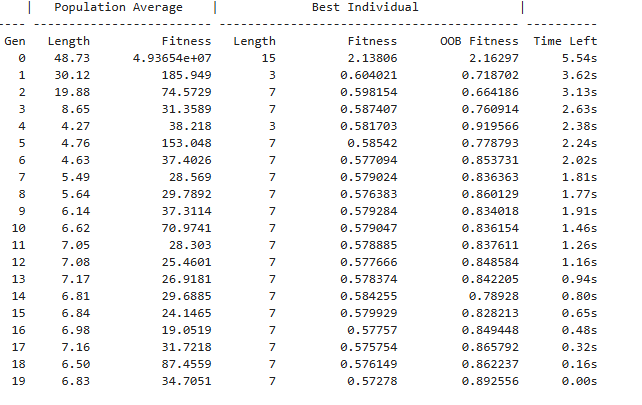 | Population Average | Best Individual |
---- ------------------------- ------------------------------------------ ----------
Gen Length Fitness Length Fitness OOB Fitness Time Left
0 48.73 4.93654e+07 15 2.13806 2.16297 5.54s
1 30.12 185.949 3 0.604021 0.718702 3.62s
2 19.88 74.5729 7 0.598154 0.664186 3.13s
3 8.65 31.3589 7 0.587407 0.760914 2.63s
4 4.27 38.218 3 0.581703 0.919566 2.38s
5 4.76 153.048 7 0.58542 0.778793 2.24s
6 4.63 37.4026 7 0.577094 0.853731 2.02s
7 5.49 28.569 7 0.579024 0.836363 1.81s
8 5.64 29.7892 7 0.576383 0.860129 1.77s
9 6.14 37.3114 7 0.579284 0.834018 1.91s
10 6.62 70.9741 7 0.579047 0.836154 1.46s
11 7.05 28.303 7 0.578885 0.837611 1.26s
12 7.08 25.4601 7 0.577666 0.848584 1.16s
13 7.17 26.9181 7 0.578374 0.842205 0.94s
14 6.81 29.6885 7 0.584255 0.78928 0.80s
15 6.84 24.1465 7 0.579929 0.828213 0.65s
16 6.98 19.0519 7 0.57757 0.849448 0.48s
17 7.16 31.7218 7 0.575754 0.865792 0.32s
18 6.50 87.4559 7 0.576149 0.862237 0.16s
19 6.83 34.7051 7 0.57278 0.892556 0.00s